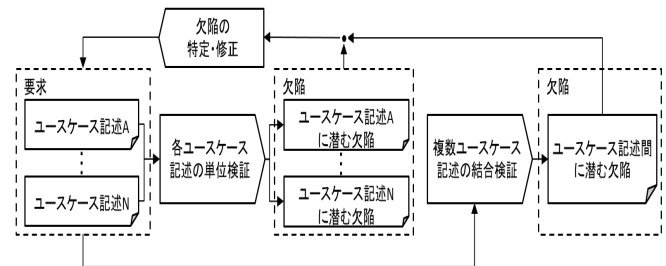 欠陥の
特定・修正
要求
ユースケース記述A
ユースケース記述N
各ユースケース
記述の単位検証
欠陥
ユースケース記述A
に潜む欠陥
ユースケース記述N
に潜む欠陥
複数ユースケース
記述の結合検証
欠陥
ユースケース記述間
に潜む欠陥